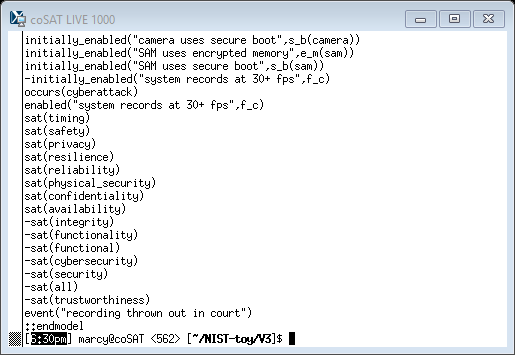 coSAT LIVE 1000
initially_enabled("camera uses secure boot",s_b(camera))
initially_enabled("SAM uses encrypted memory",e_m(sam))
initially_enabled("SAM uses secure boot",s_b(sam))
-initially_enabled("system records at 30+ fps",f_c)
occurs(cyberattack)
enabled("system records at 30+ fps",f_c)
sat(timing)
sat(safety)
sat(privacy)
sat(resilience)
sat(reliability)
sat(physical_security)
sat(confidentiality)
sat(availability)
-sat(integrity)
-sat(functionality)
-sat(functional)
-sat(cybersecurity)
-sat(security)
-sat(all)
-sat(trustworthiness)
event("recording thrown out in court")
::endmodel
[5:30pm] marcy@coSAT <562> [~/NIST-toy/V3]$